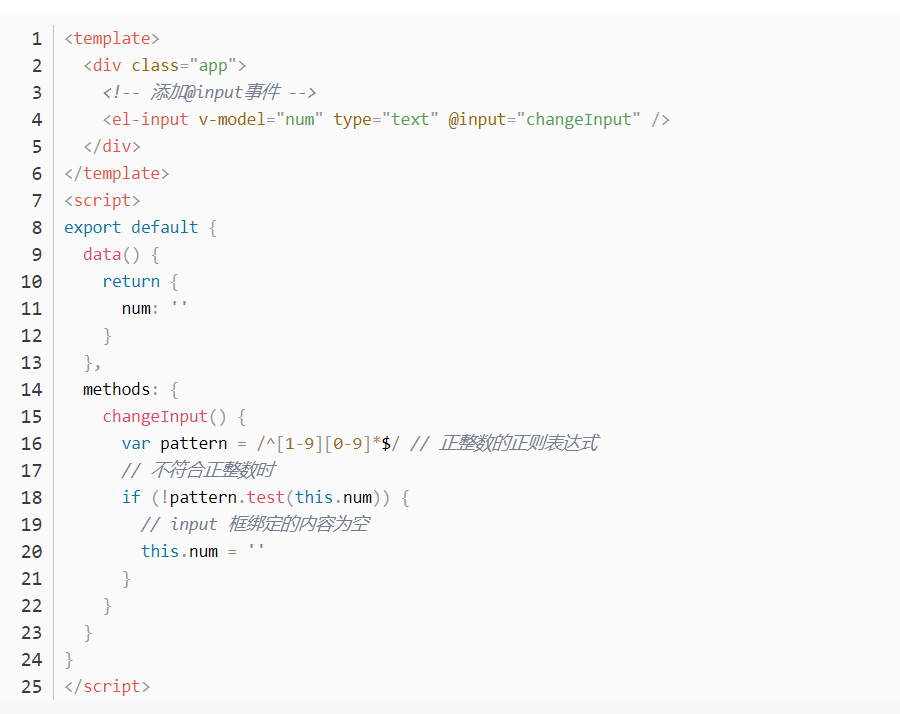 1 <template>
2   <div class="app">
3     <!-- 添加@input事件 -->
4     <el-input v-model="num" type="text" @input="changeInput" />
5   </div>
6 </template>
7 <script>
8 export default {
9   data() {
10     return {
11       num: ''
12     }
13   },
14   methods: {
15     changeInput() {
16       var pattern = /^[1-9][0-9]*$/ // 正整数的正则表达式
17       // 不符合正整数时
18       if (!pattern.test(this.num)) {
19         // input 框绑定的内容为空
20         this.num = ''
21       }
22     }
23   }
24 }
25 </script>